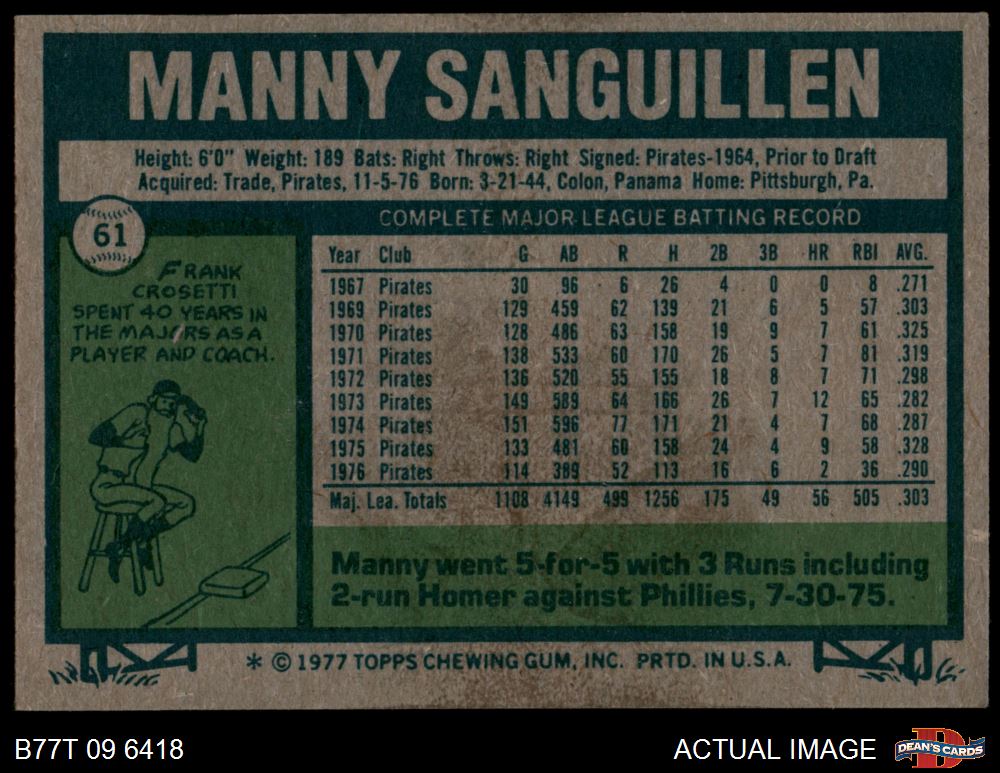 MANNY SANGUILLEN
Height: 6'0" Weight: 189 Bats: Right Throws: Right Signed: Pirates-1964, Prior to Draft
Acquired: Trade, Pirates, 11-5-76 Born: 3-21-44, Colon, Panama Home: Pittsburgh, Pa.
61
FRANK
CROSETTI
SPENT 40 YEARS IN
THE MAJORS AS A
PLAYER AND COACH.
COMPLETE MAJOR LEAGUE BATTING RECORD
Year Club G AB R H 2B 3B HR RBI AVG.
1967 Pirates 30 96 6 26 4 0 0 8 .271
1969 Pirates 129 459 62 139 21 6 5 57 .303
1970 Pirates 128 486 63 158 19 9 7 61 .325
1971 Pirates 138 533 60 170 26 5 7 81 .319
1972 Pirates 136 520 55 155 18 8 7 71 .298
1973 Pirates 149 589 64 166 26 7 12 65 .282
1974 Pirates 151 596 77 171 21 4 7 68 .287
1975 Pirates 133 481 60 158 24 4 9 58 .328
1976 Pirates 114 389 52 113 16 6 2 36 .290
Maj. Lea. Totals 1108 4149 499 1256 175 49 56 505 .303
Manny went 5-for-5 with 3 Runs including
2-run Homer against Phillies, 7-30-75.
* © 1977 TOPPS CHEWING GUM, INC. PRTD. IN U.S.A.
B77T 09 6418
ACTUAL IMAGE
D
DEAN'S CARDS